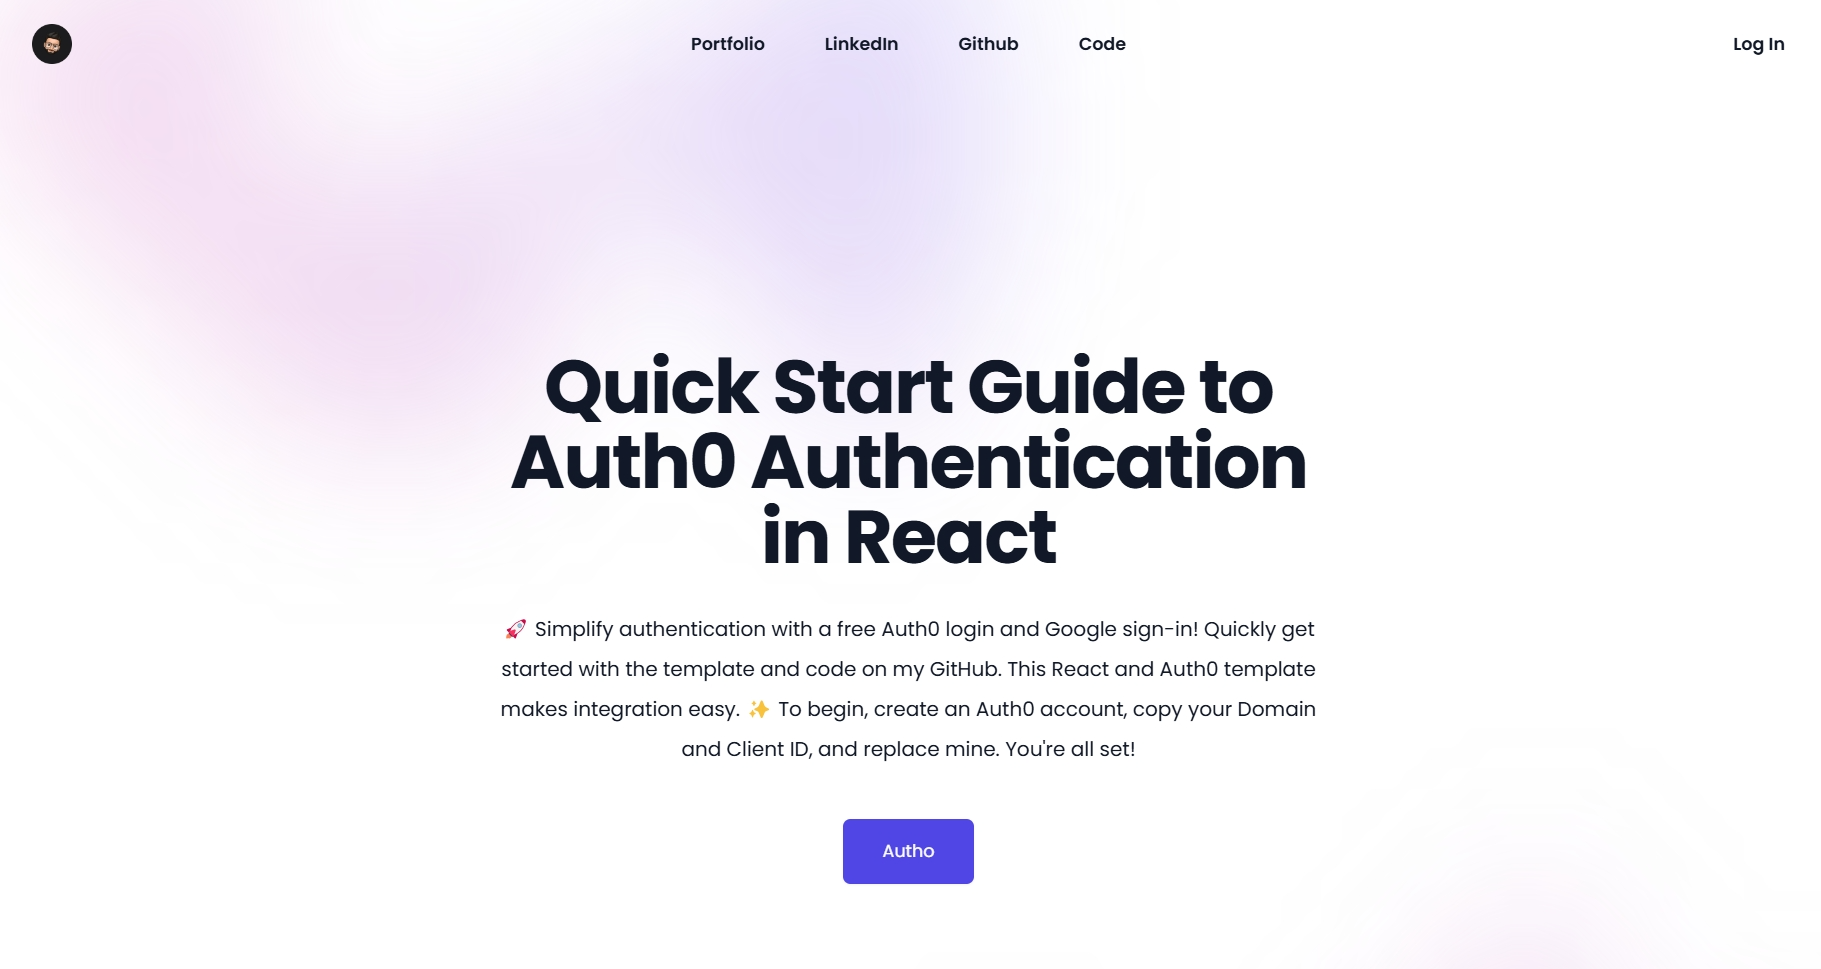 Portfolio LinkedIn Github Code Log In
Quick Start Guide to
Auth0 Authentication
in React
🚀 Simplify authentication with a free Auth0 login and Google sign-in! Quickly get
started with the template and code on my GitHub. This React and Auth0 template
makes integration easy. ✨ To begin, create an Auth0 account, copy your Domain
and Client ID, and replace mine. You're all set!
Autho